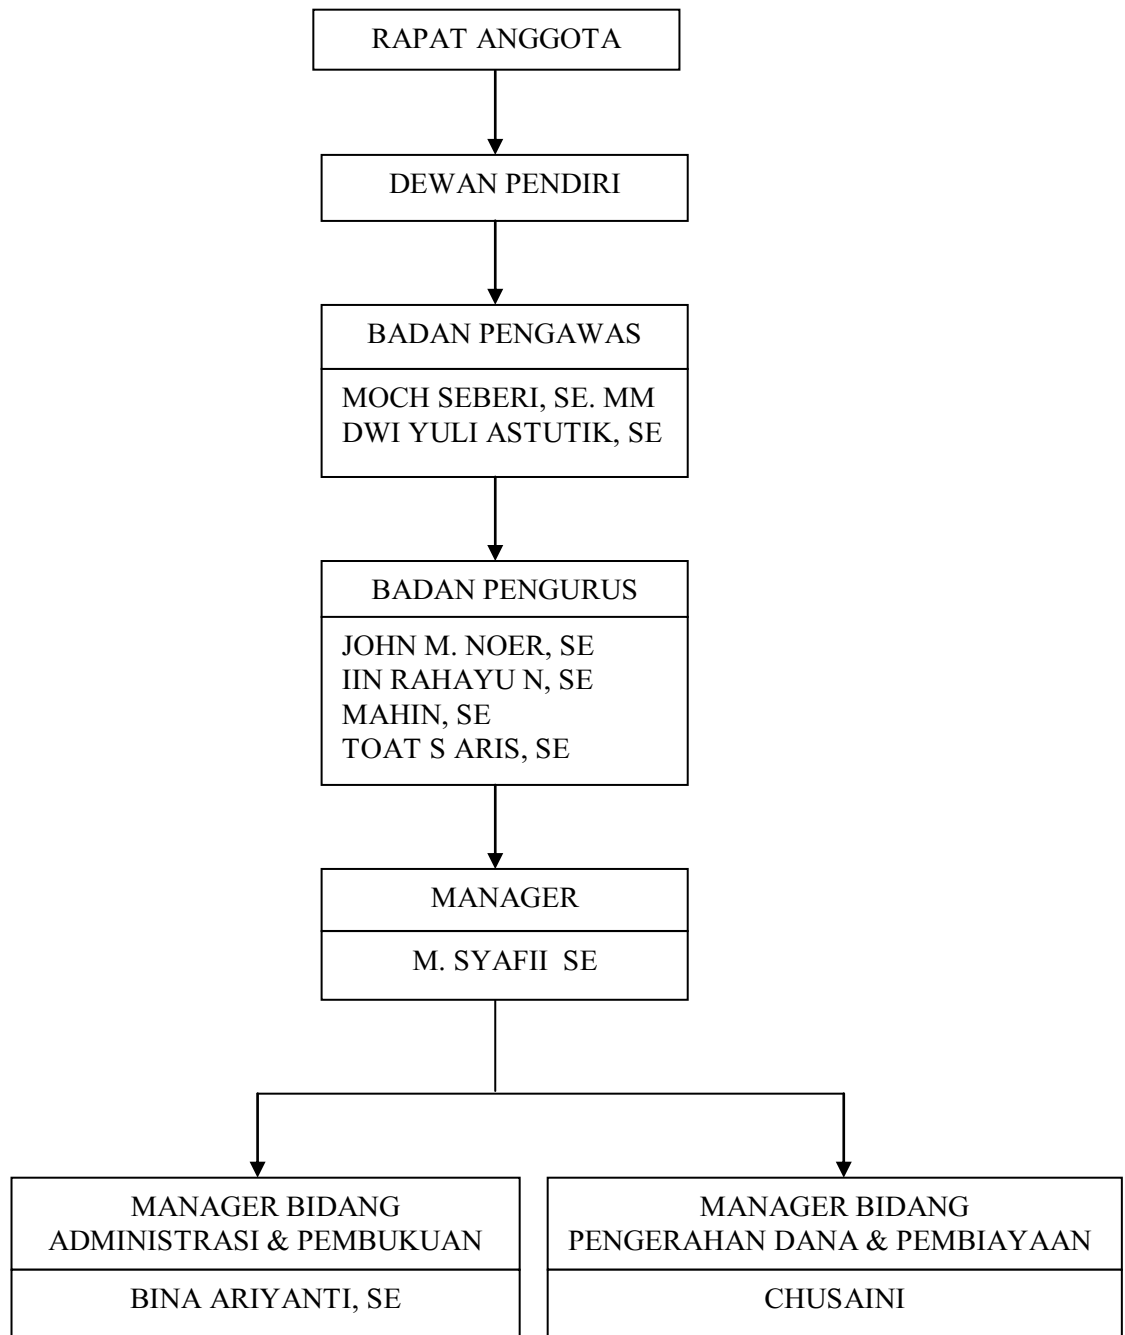 RAPAT ANGGOTA
DEWAN PENDIRI
BADAN PENGAWAS
MOCH SEBERI, SE. MM
DWI YULI ASTUTIK, SE
BADAN PENGURUS
JOHN M. NOER, SE
IIN RAHAYU N, SE
MAHIN, SE
TOAT S ARIS, SE
MANAGER
M. SYAFII  SE
MANAGER BIDANG
ADMINISTRASI & PEMBUKUAN
BINA ARIYANTI, SE
MANAGER BIDANG
PENGERAHAN DANA & PEMBIAYAAN
CHUSAINI